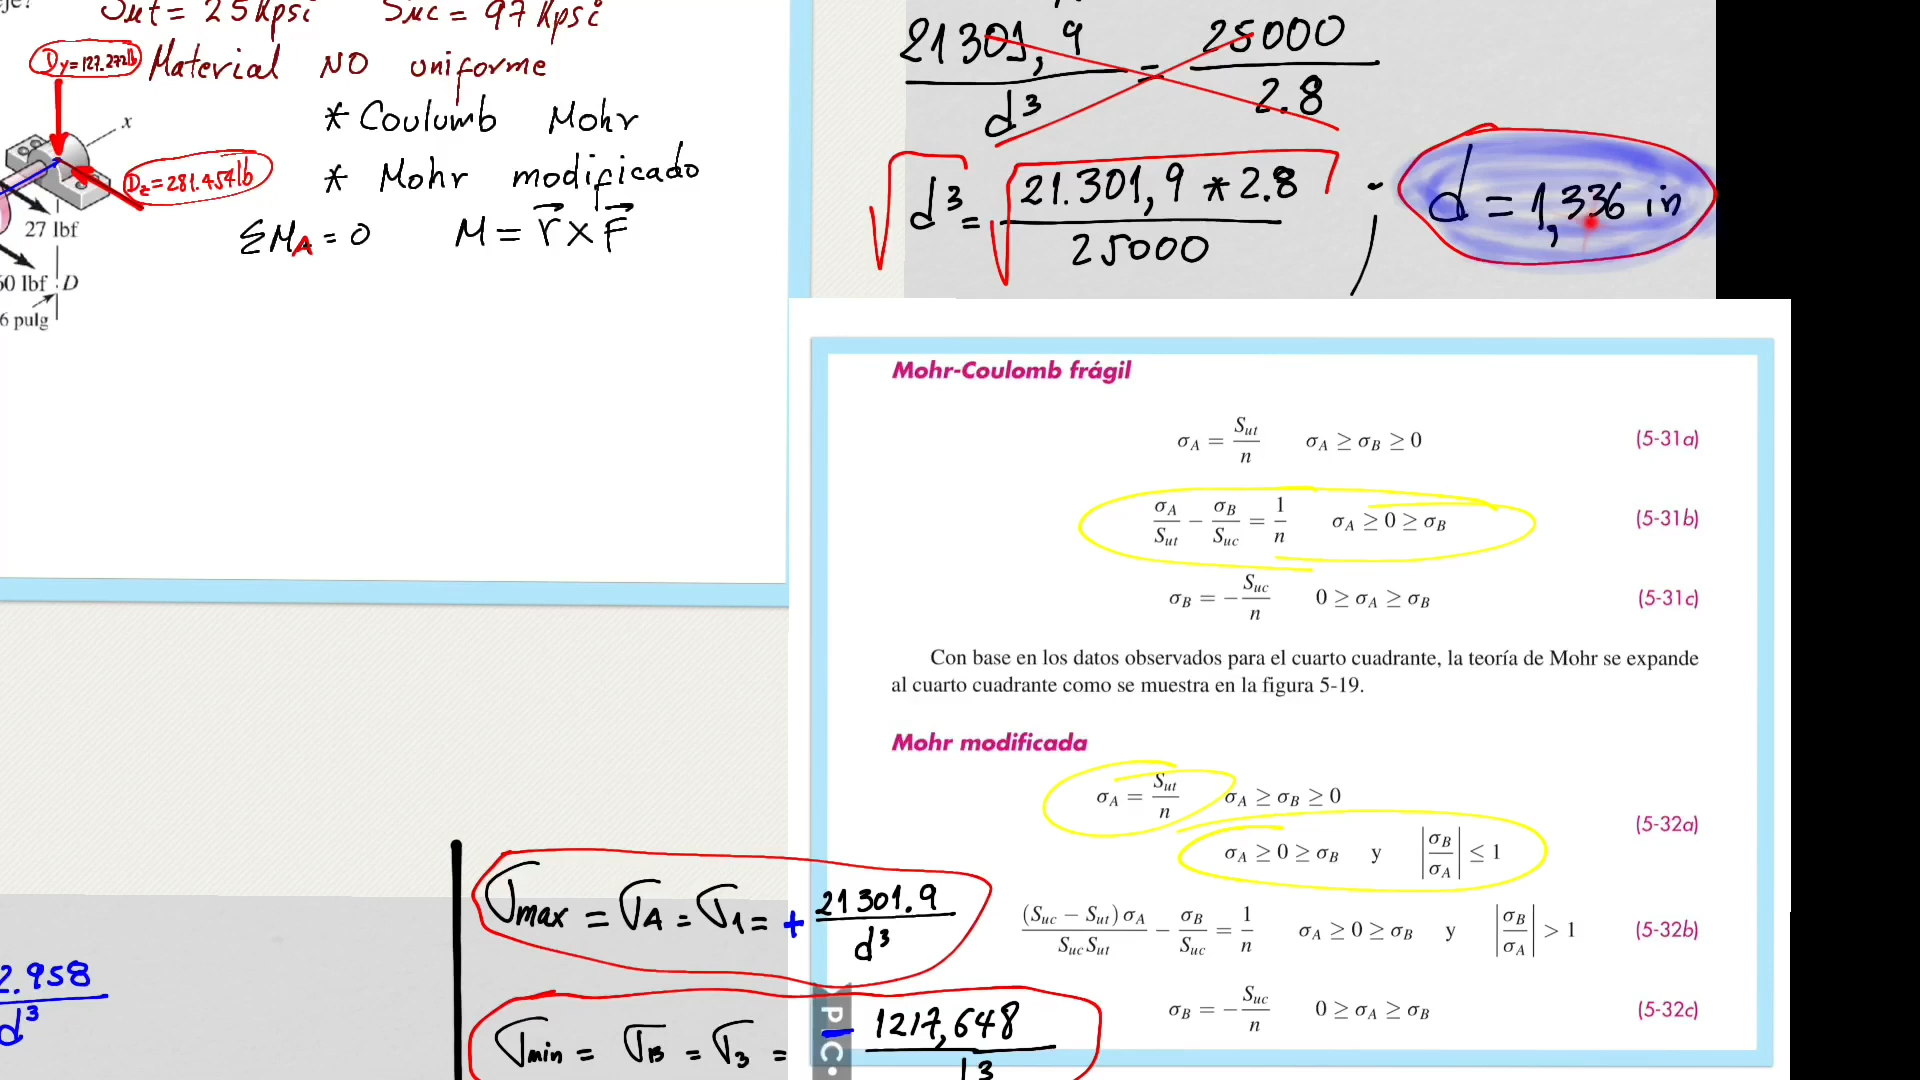 Sut = 25 Kpsi Suc = 97 Kpsi
Dy=127.272lb
Material NO uniforme
* Coulumb Mohr
x
Dz=281.454lb
* Mohr modificado
27 lbf
ΣMA = 0 M = r x F
D
6 pulg
21301,9 / d³ = 25000 / 2.8
d³ = 21.301,9 * 2.8 / 25000 ; d = 1,336 in
Mohr-Coulomb frágil
σA = Sut / n σA ≥ σB ≥ 0 (5-31a)
σA / Sut − σB / Suc = 1 / n σA ≥ 0 ≥ σB (5-31b)
σB = − Suc / n 0 ≥ σA ≥ σB (5-31c)
Con base en los datos observados para el cuarto cuadrante, la teoría de Mohr se expande
al cuarto cuadrante como se muestra en la figura 5-19.
Mohr modificada
σA = Sut / n σA ≥ σB ≥ 0
(5-32a)
σA ≥ 0 ≥ σB y |σB / σA| ≤ 1
(Suc − Sut) σA / Suc Sut − σB / Suc = 1 / n σA ≥ 0 ≥ σB y |σB / σA| > 1 (5-32b)
σB = − Suc / n 0 ≥ σA ≥ σB (5-32c)
σmax = σA = σ1 = + 21301.9 / d³
2.958 / d³
σmin = σB = σ3 = − 1217,648 / d³